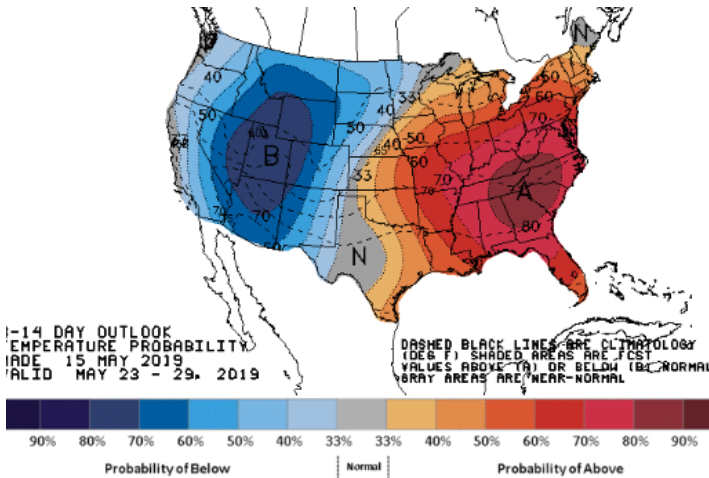 N
N
40
33
50
50
60
50
40
40
50
70
60
B
33
70
A
70
80
N
-14 DAY OUTLOOK
TEMPERATURE PROBABILITY
MADE 15 MAY 2019
VALID MAY 23 - 29, 2019
DASHED BLACK LINES ARE CLIMATOLOGY
(DEG F) SHADED AREAS ARE FCST
VALUES ABOVE (A) OR BELOW (B) NORMAL
GRAY AREAS ARE NEAR-NORMAL
90% 80% 70% 60% 50% 40% 33% 33% 40% 50% 60% 70% 80% 90%
Probability of Below Normal Probability of Above